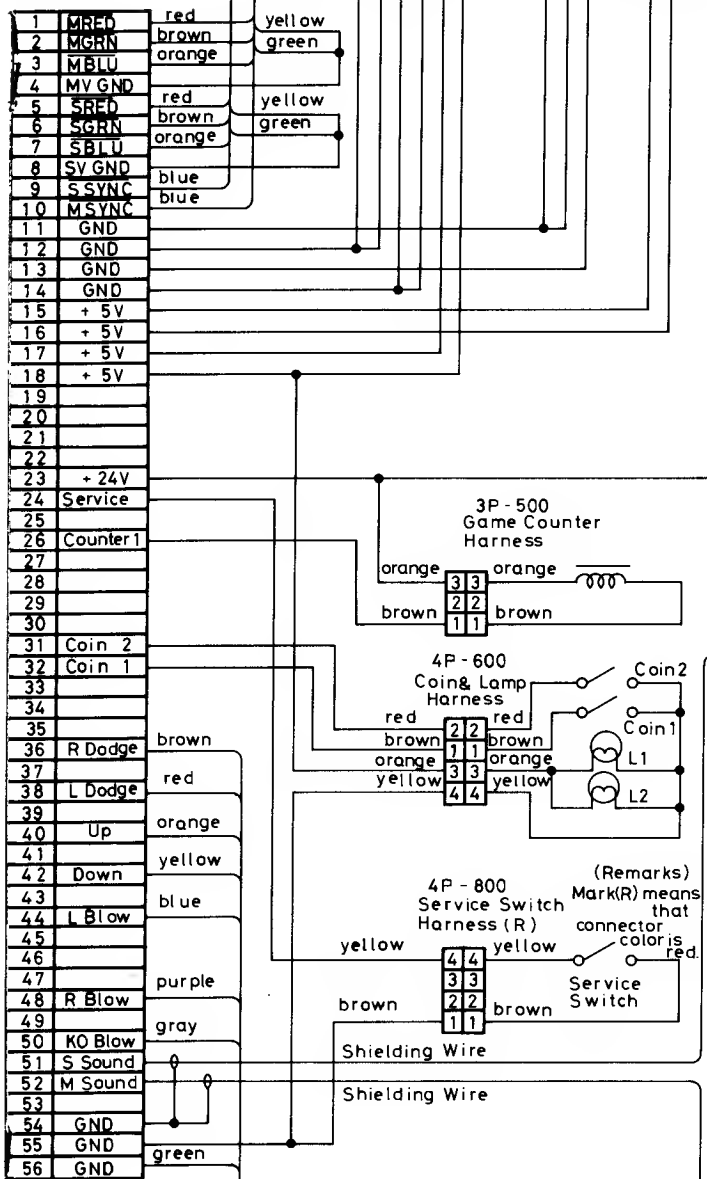 1 MRED red yellow
2 MGRN brown green
3 MBLU orange
4 MV GND
5 SRED red yellow
6 SGRN brown green
7 SBLU orange
8 SV GND
9 S SYNC blue
10 M SYNC blue
11 GND
12 GND
13 GND
14 GND
15 + 5V
16 + 5V
17 + 5V
18 + 5V
19
20
21
22
23 + 24V
24 Service
25
26 Counter 1
27
28
29
30
31 Coin 2
32 Coin 1
33
34
35
36 R Dodge brown
37
38 L Dodge red
39
40 Up orange
41
42 Down yellow
43
44 L Blow blue
45
46
47
48 R Blow purple
49
50 KO Blow gray
51 S Sound
52 M Sound
53
54 GND
55 GND
56 GND green
3P-500
Game Counter
Harness
orange 3 3 orange
2 2
brown 1 1 brown
4P-600
Coin & Lamp
Harness
Coin 2
red 2 2 red
Coin 1
brown 1 1 brown
orange 3 3 orange L1
yellow 4 4 yellow L2
4P-800
Service Switch
Harness (R)
(Remarks)
Mark(R) means
that
connector
color is
red.
yellow 4 4 yellow
3 3
2 2
brown 1 1 brown
Service
Switch
Shielding Wire
Shielding Wire